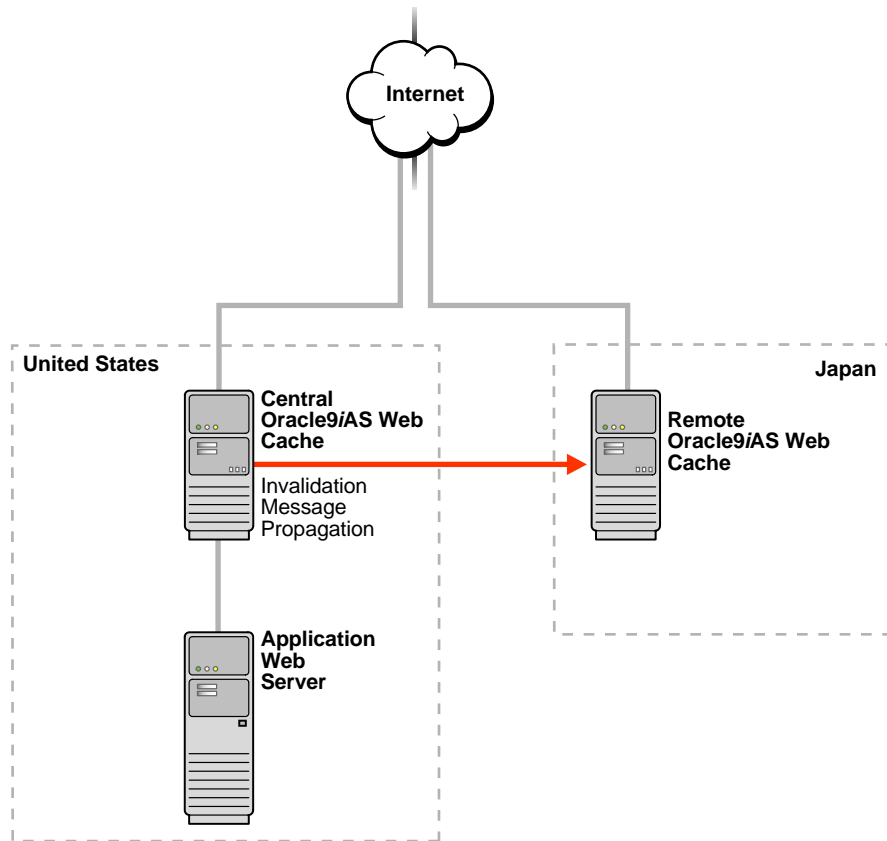 Internet
United States
Central
Oracle9iAS Web
Cache
Invalidation
Message
Propagation
Application
Web
Server
Japan
Remote
Oracle9iAS Web
Cache